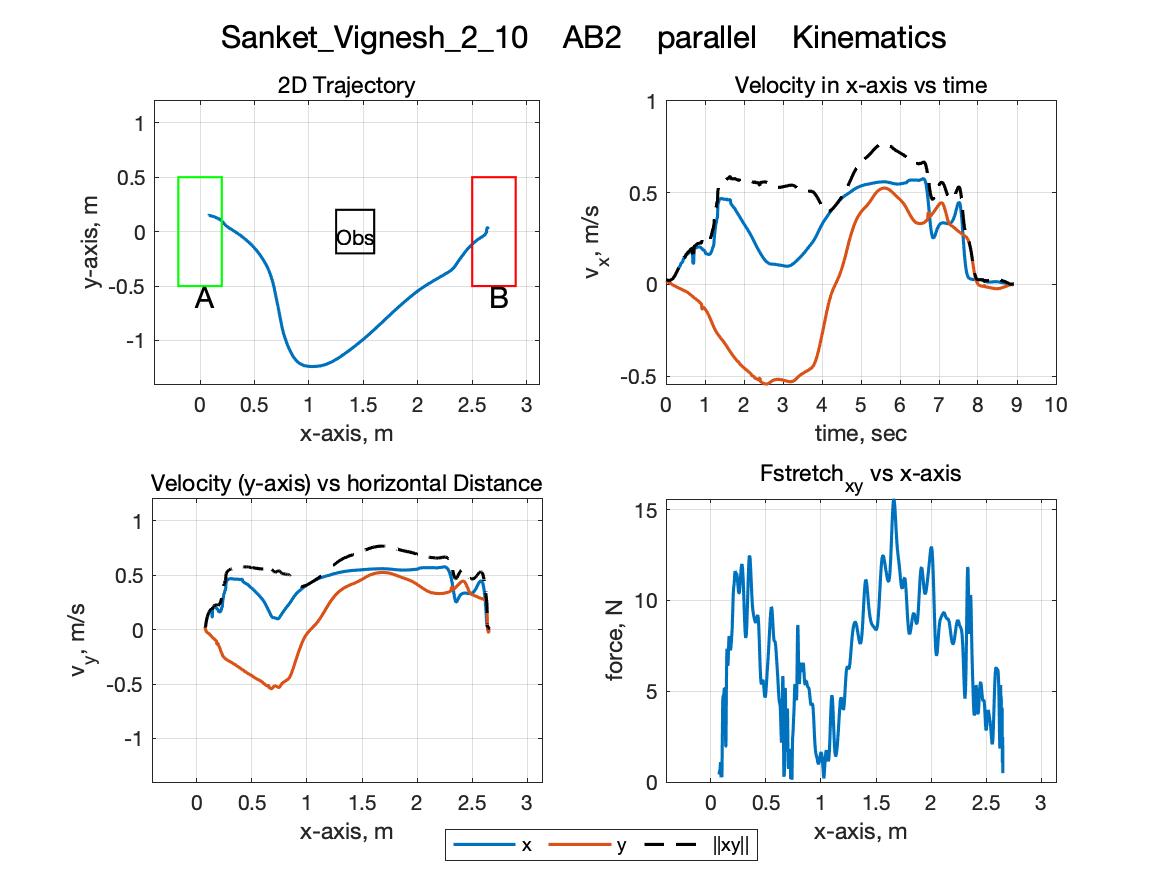 Sanket_Vignesh_2_10 AB2 parallel Kinematics
2D Trajectory
1
0.5
0
-0.5
-1
y-axis, m
A
Obs
B
0 0.5 1 1.5 2 2.5 3
x-axis, m
Velocity in x-axis vs time
1
0.5
0
-0.5
v_x, m/s
0 1 2 3 4 5 6 7 8 9 10
time, sec
Velocity (y-axis) vs horizontal Distance
1
0.5
0
-0.5
-1
v_y, m/s
0 0.5 1 1.5 2 2.5 3
x-axis, m
Fstretch_xy vs x-axis
15
10
5
0
force, N
0 0.5 1 1.5 2 2.5 3
x-axis, m
x y ||xy||